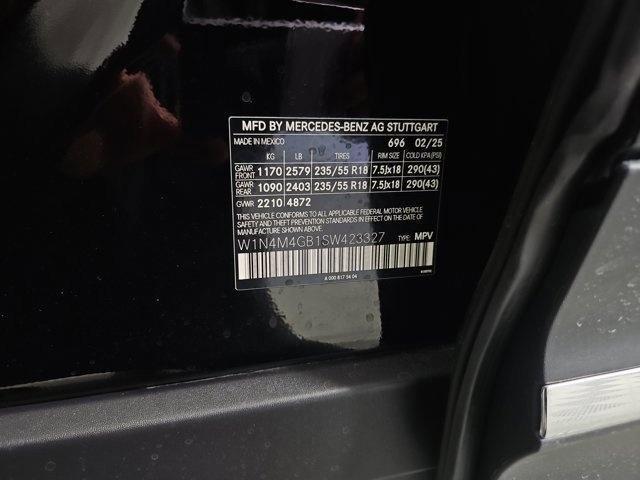 MFD BY MERCEDES-BENZ AG STUTTGART
MADE IN MEXICO 696 02/25
KG LB TIRES RIM SIZE COLD KPA (PSI)
GAWR FRONT 1170 2579 235/55 R18 7.5Jx18 290(43)
GAWR REAR 1090 2403 235/55 R18 7.5Jx18 290(43)
GVWR 2210 4872
THIS VEHICLE CONFORMS TO ALL APPLICABLE FEDERAL MOTOR VEHICLE
SAFETY AND THEFT PREVENTION STANDARDS IN EFFECT ON THE DATE OF
MANUFACTURE SHOWN ABOVE.
W1N4M4GB1SW423327 TYPE: MPV
A 000 817 54 04